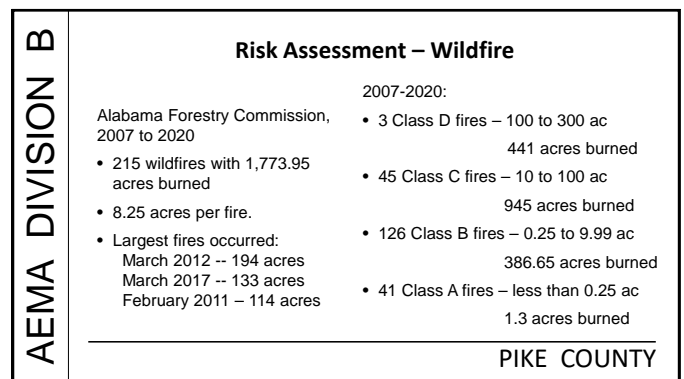 AEMA DIVISION B
Risk Assessment – Wildfire
Alabama Forestry Commission,
2007 to 2020
• 215 wildfires with 1,773.95
acres burned
• 8.25 acres per fire.
• Largest fires occurred:
March 2012 -- 194 acres
March 2017 -- 133 acres
February 2011 – 114 acres
2007-2020:
• 3 Class D fires – 100 to 300 ac
441 acres burned
• 45 Class C fires – 10 to 100 ac
945 acres burned
• 126 Class B fires – 0.25 to 9.99 ac
386.65 acres burned
• 41 Class A fires – less than 0.25 ac
1.3 acres burned
PIKE COUNTY